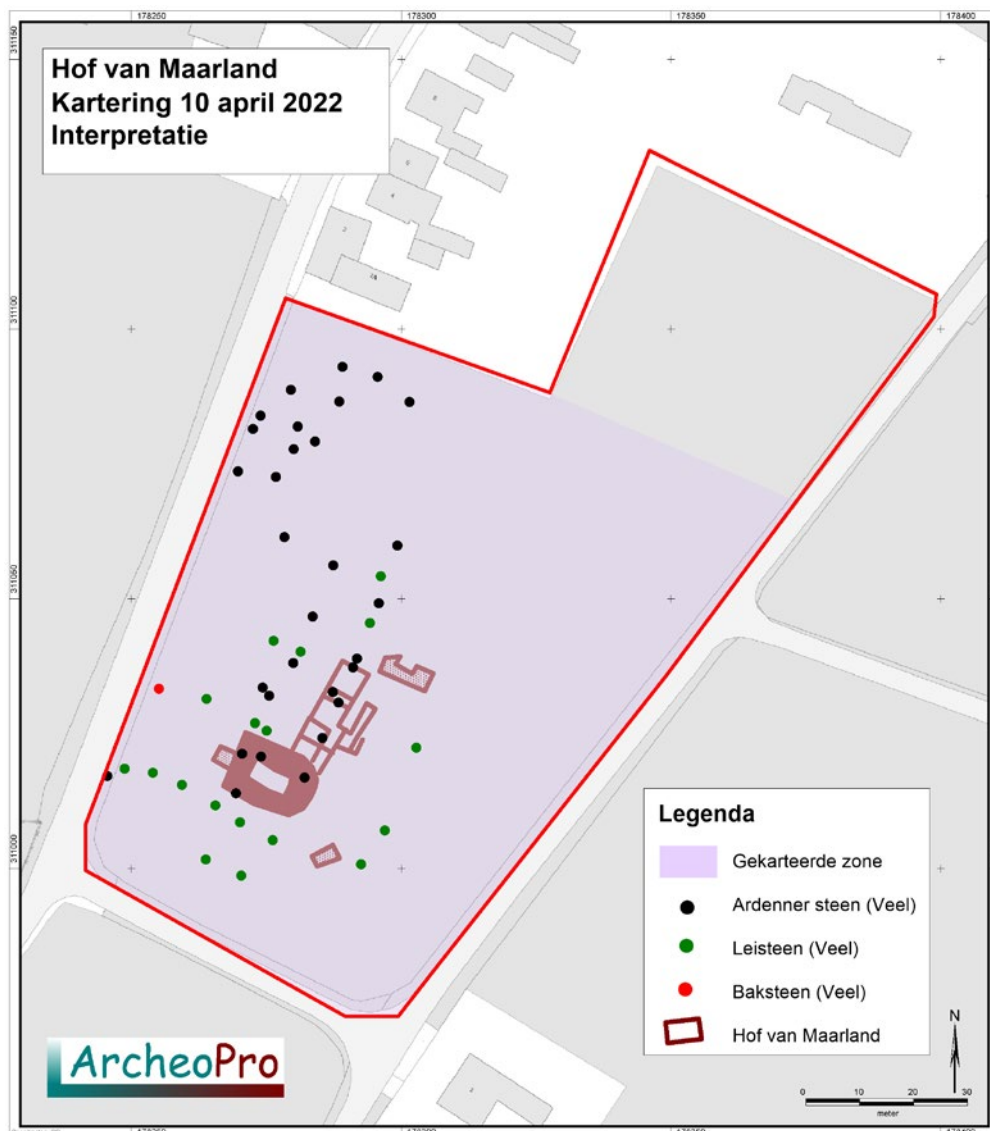 178250
178300
178350
178400
311150
Hof van Maarland
Kartering 10 april 2022
Interpretatie
311100
311050
311000
Legenda
Gekarteerde zone
Ardenner steen (Veel)
Leisteen (Veel)
Baksteen (Veel)
Hof van Maarland
N
0 10 20 30
meter
ArcheoPro